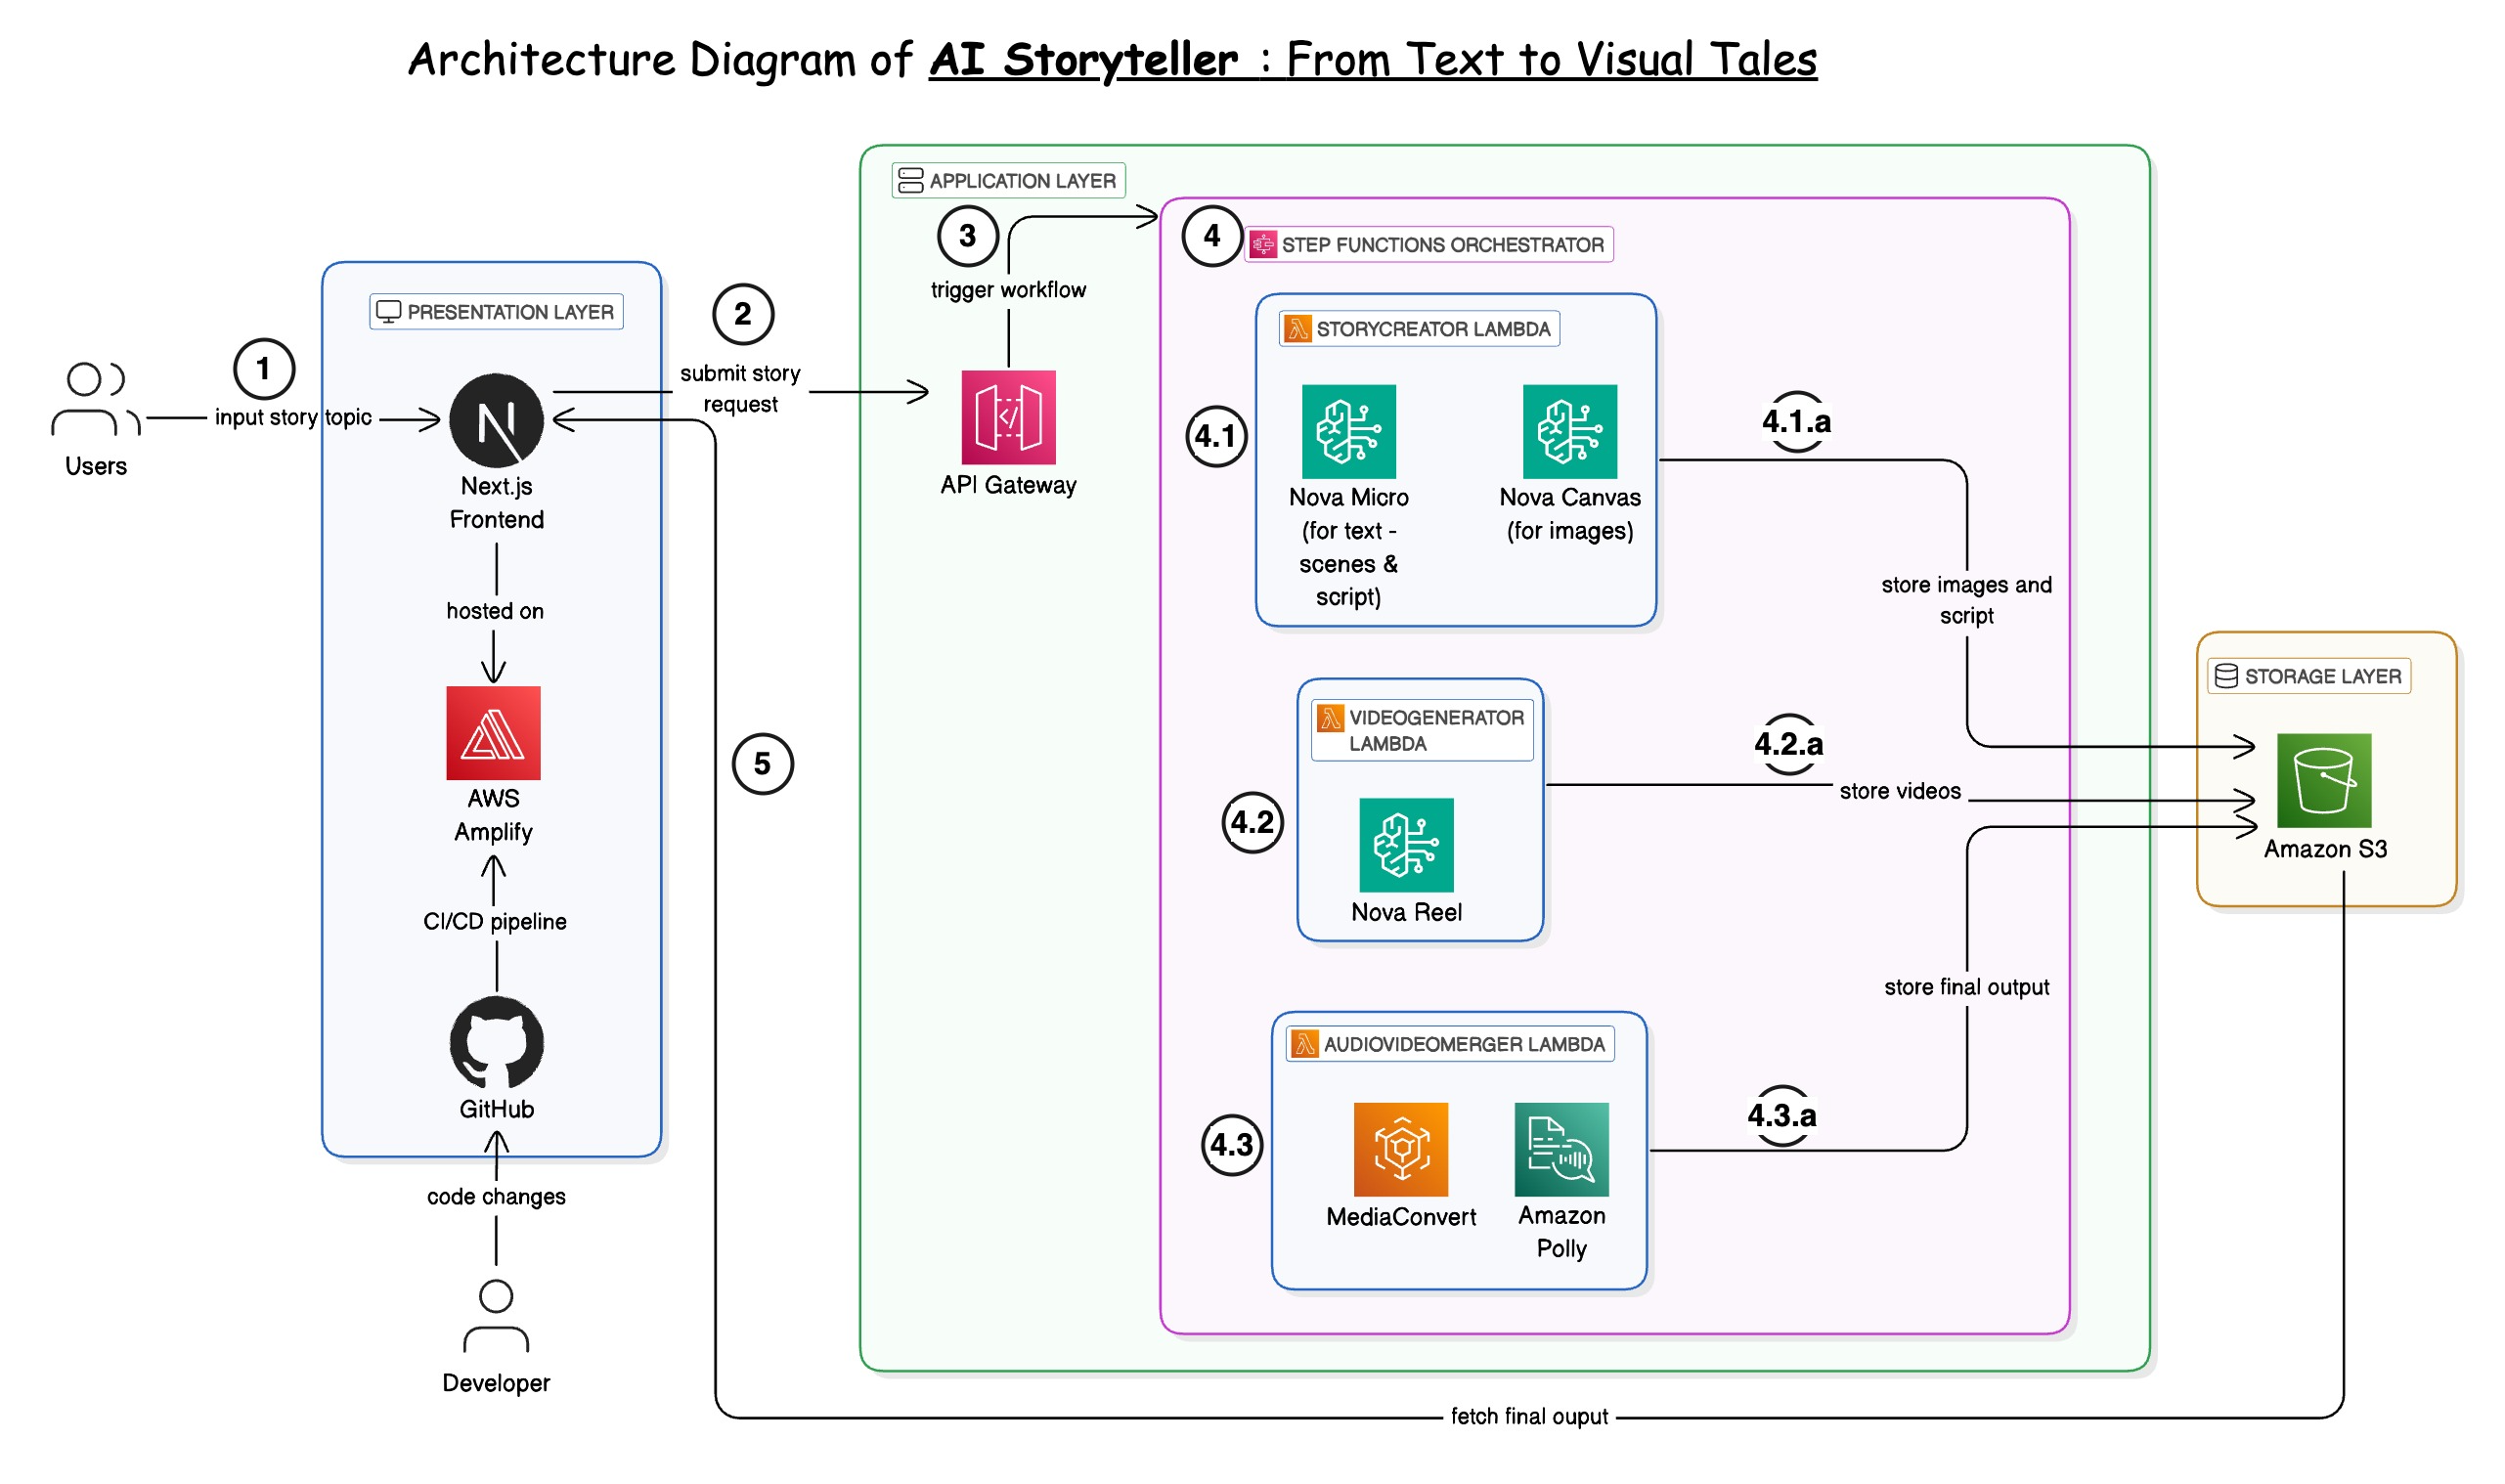 Architecture Diagram of AI Storyteller : From Text to Visual Tales
APPLICATION LAYER
3
4
STEP FUNCTIONS ORCHESTRATOR
trigger workflow
PRESENTATION LAYER
2
1
submit story
request
input story topic
Users
Next.js
Frontend
API Gateway
STORYCREATOR LAMBDA
4.1
Nova Micro
(for text -
scenes &
script)
Nova Canvas
(for images)
4.1.a
store images and
script
hosted on
AWS
Amplify
CI/CD pipeline
GitHub
code changes
Developer
5
VIDEOGENERATOR
LAMBDA
4.2
Nova Reel
4.2.a
store videos
STORAGE LAYER
Amazon S3
store final output
AUDIOVIDEOMERGER LAMBDA
4.3
MediaConvert
Amazon
Polly
4.3.a
fetch final ouput